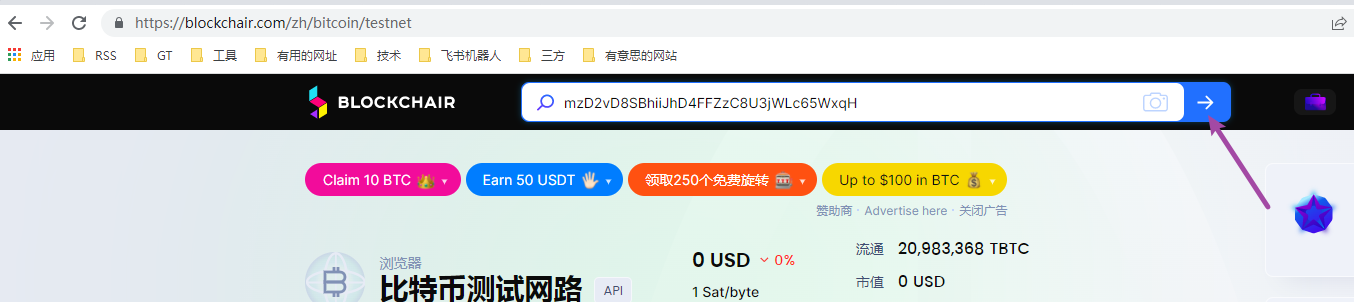 https://blockchair.com/zh/bitcoin/testnet
应用 RSS GT 工具 有用的网址 技术 飞书机器人 三方 有意思的网站
BLOCKCHAIR mzD2vD8SBhiiJhD4FFZzC8U3jWLc65WxqH
Claim 10 BTC Earn 50 USDT 领取250个免费旋转 Up to $100 in BTC
赞助商 · Advertise here · 关闭广告
浏览器 0 USD 0% 流通 20,983,368 TBTC
比特币测试网路 API 1 Sat/byte 市值 0 USD